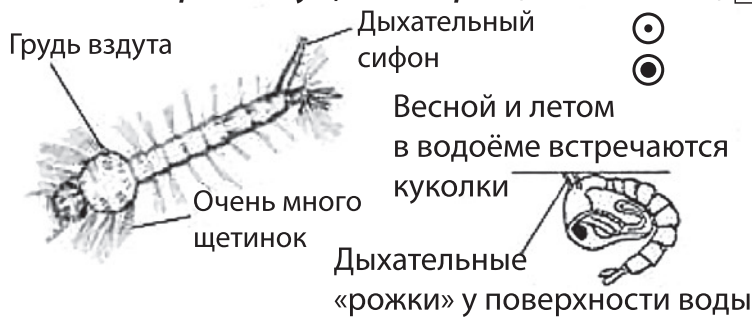 Грудь вздута
Дыхательный
сифон
Весной и летом
в водоёме встречаются
куколки
Очень много
щетинок
Дыхательные
«рожки» у поверхности воды